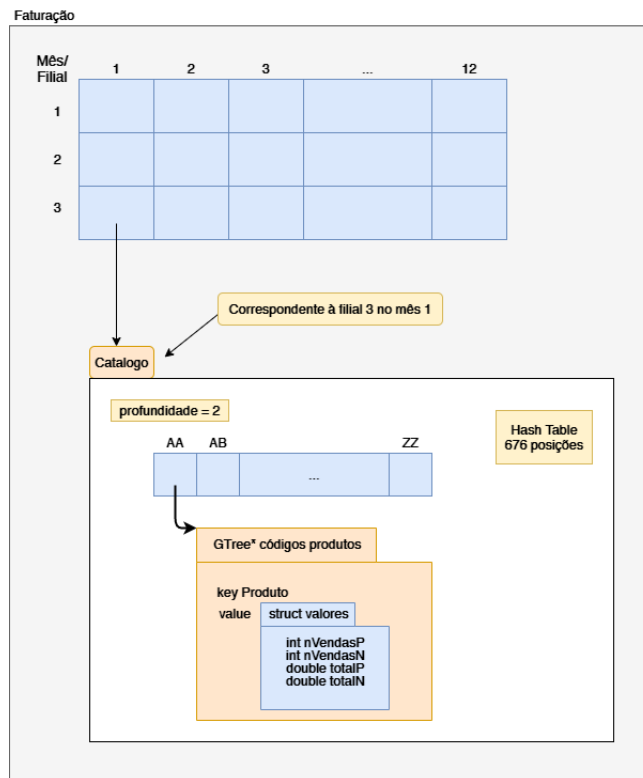 Faturação
Mês/
Filial
1 2 3 ... 12
1
2
3
Correspondente à filial 3 no mês 1
Catalogo
profundidade = 2
Hash Table
676 posições
AA AB ZZ
...
GTree* códigos produtos
key Produto
value struct valores
int nVendasP
int nVendasN
double totalP
double totalN